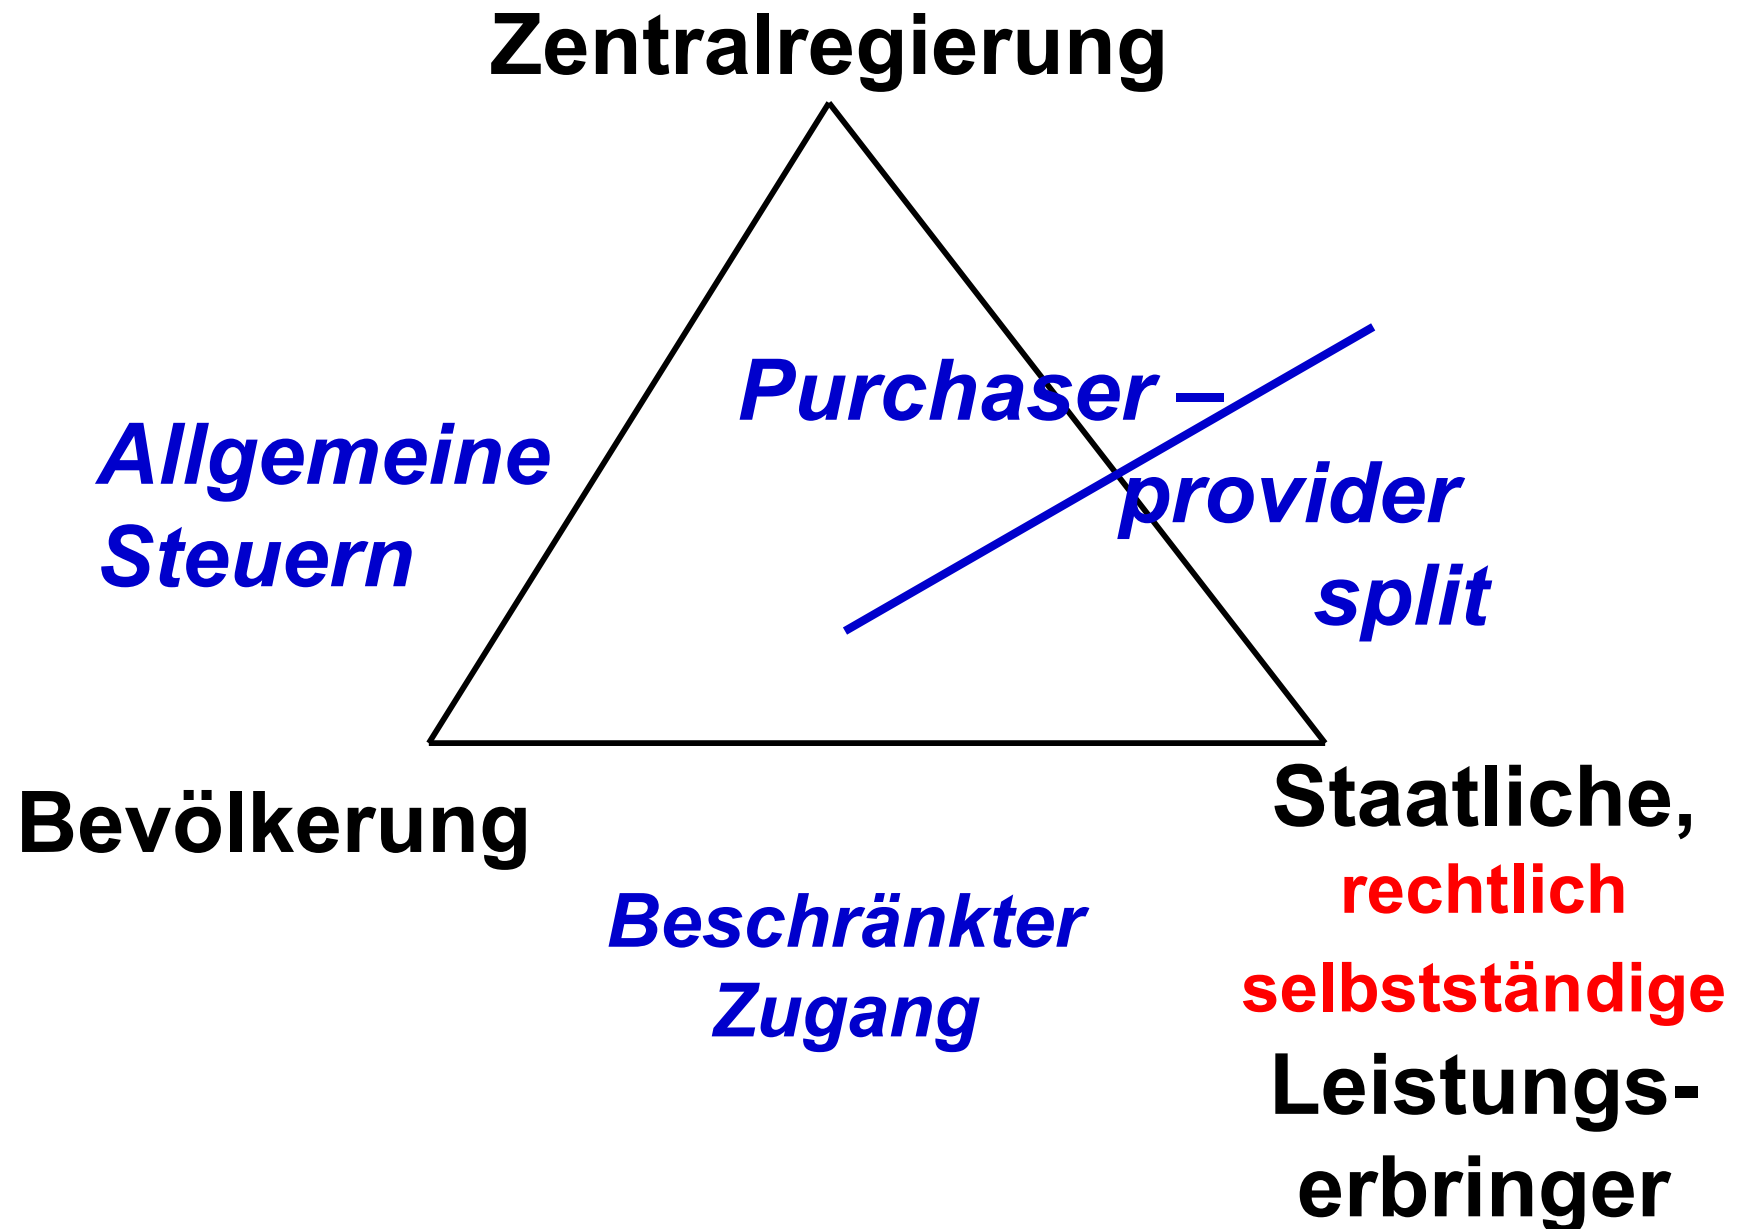 Zentralregierung
Purchaser –
provider
split
Allgemeine
Steuern
Bevölkerung
Beschränkter
Zugang
Staatliche,
rechtlich
selbstständige
Leistungs-
erbringer